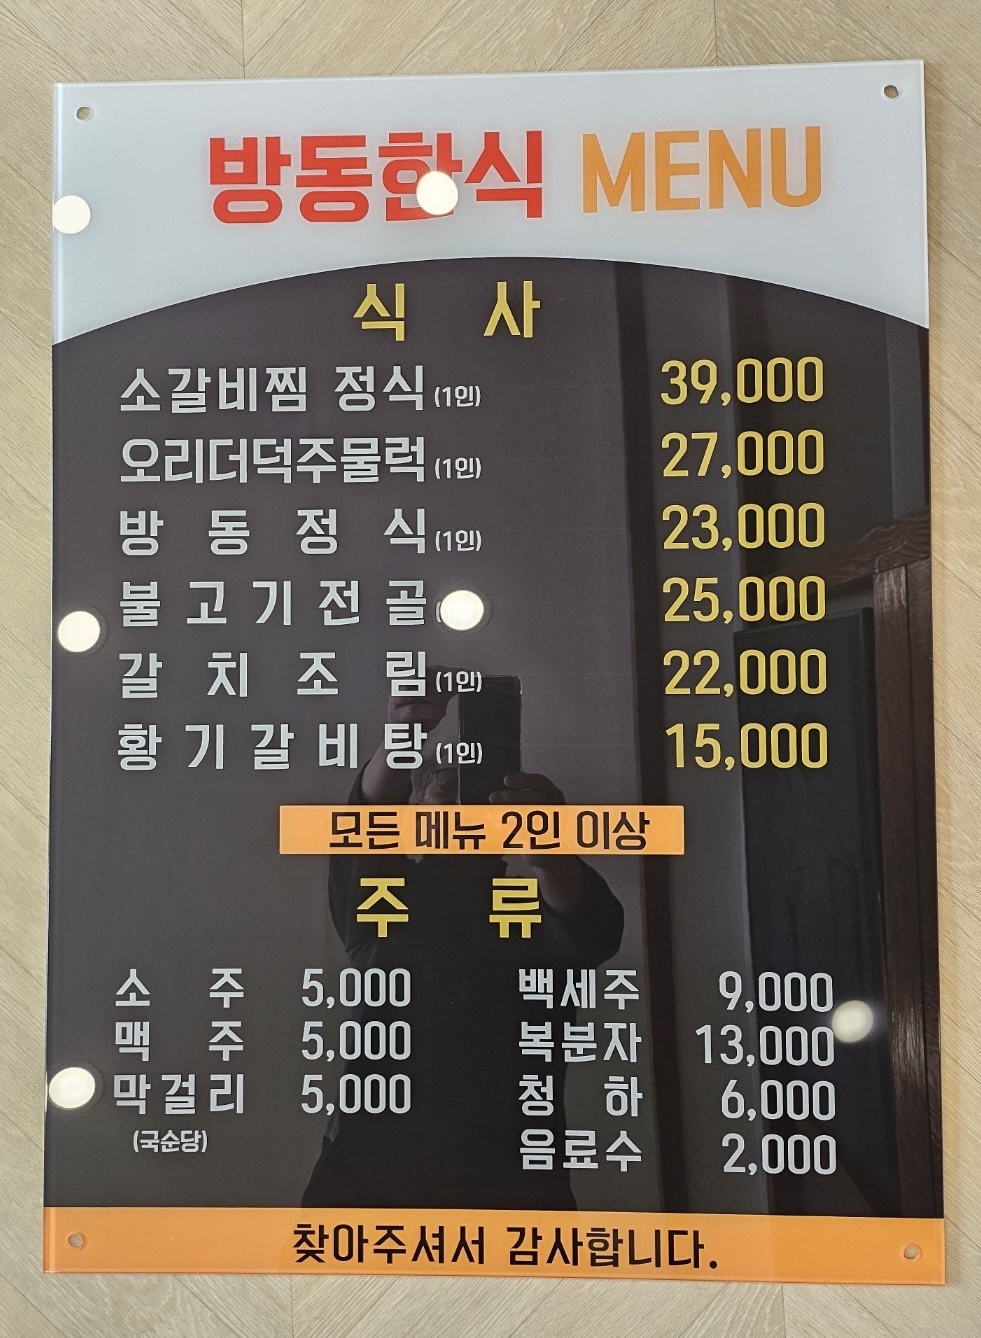 방동한식 MENU
식 사
소갈비찜 정식(1인) 39,000
오리더덕주물럭(1인) 27,000
방동정식(1인) 23,000
불고기전골 25,000
갈치조림(1인) 22,000
황기갈비탕(1인) 15,000
모든 메뉴 2인 이상
주 류
소주 5,000 백세주 9,000
맥주 5,000 복분자 13,000
막걸리 5,000 청하 6,000
(국순당) 음료수 2,000
찾아주셔서 감사합니다.